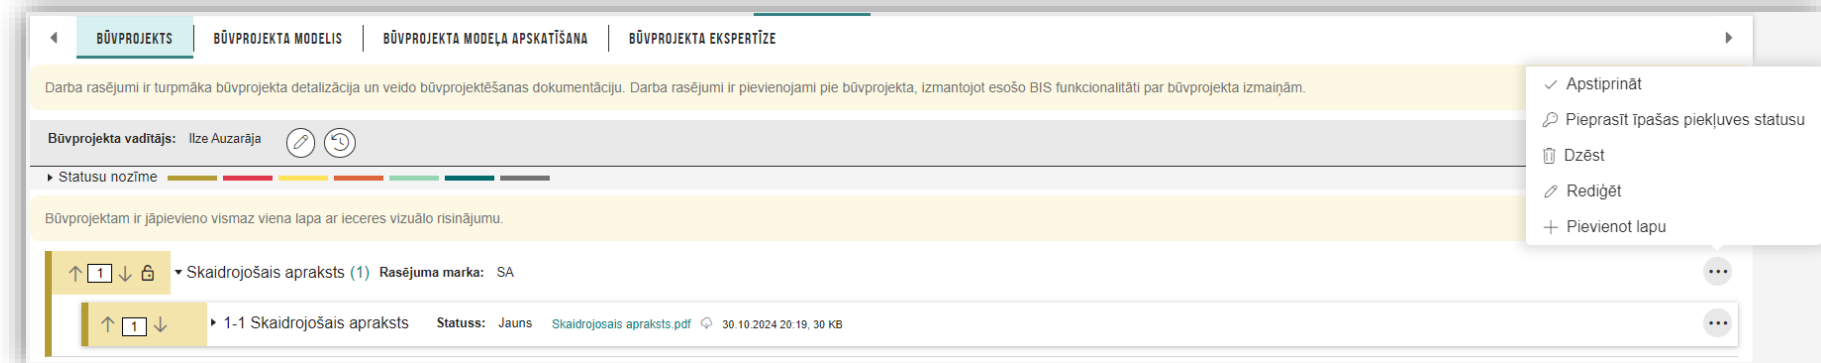 BŪVPROJEKTS BŪVPROJEKTA MODELIS BŪVPROJEKTA MODEĻA APSKATĪŠANA BŪVPROJEKTA EKSPERTĪZE
Darba rasējumi ir turpmāka būvprojekta detalizācija un veido būvprojektēšanas dokumentāciju. Darba rasējumi ir pievienojami pie būvprojekta, izmantojot esošo BIS funkcionalitāti par būvprojekta izmaiņām.
Apstiprināt
Pieprasīt īpašas piekļuves statusu
Dzēst
Rediģēt
Pievienot lapu
Būvprojekta vadītājs: Ilze Auzarāja
Statusu nozīme
Būvprojektam ir jāpievieno vismaz viena lapa ar ieceres vizuālo risinājumu.
1 Skaidrojošais apraksts (1) Rasējuma marka: SA
1 1-1 Skaidrojošais apraksts Statuss: Jauns Skaidrojosais apraksts.pdf 30.10.2024 20:19, 30 KB